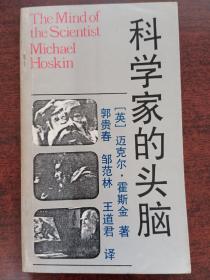 The Mind of
the Scientist
Michael
Hoskin
科学家的头脑
[英] 迈克尔·霍斯金 著
郭贵春 邹范林 王道君 译